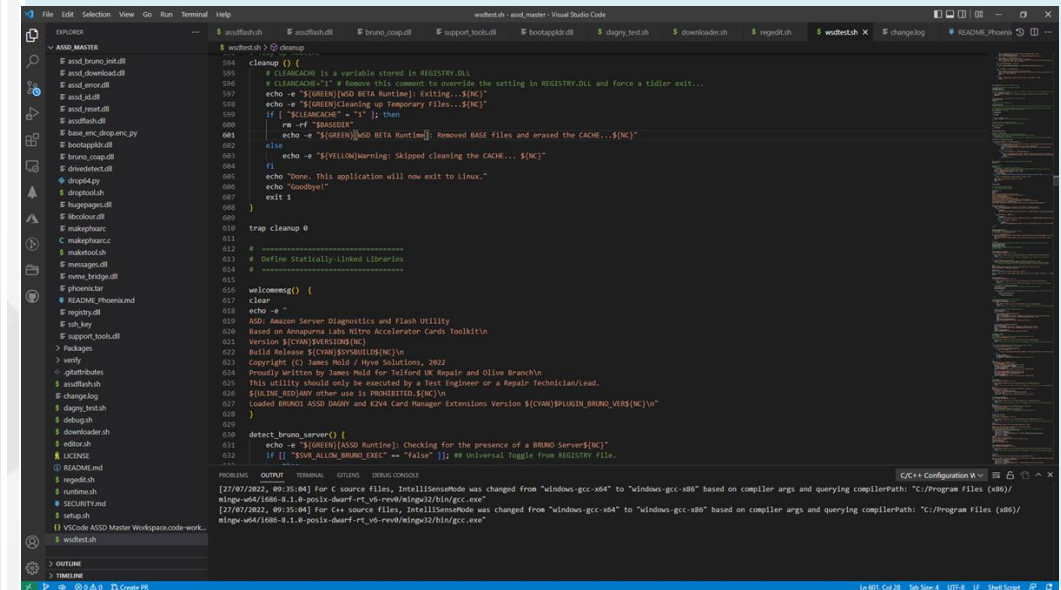 File Edit Selection View Go Run Terminal Help
wsdtest.sh - assd_master - Visual Studio Code
EXPLORER
assdflash.sh
assdflash.dll
bruno_coap.dll
support_tools.dll
bootappldr.dll
dagny_test.sh
downloader.sh
regedit.sh
wsdtest.sh
change.log
README_Phoenix
ASSD_MASTER
assd_bruno_init.dll
assd_download.dll
assd_error.dll
assd_id.dll
assd_reset.dll
assdflash.dll
base_enc_drop.enc_py
bootappldr.dll
bruno_coap.dll
drivedetect.dll
drop64.py
droptool.sh
hugepages.dll
libcolour.dll
makephxarc
makephxarc.c
maketool.sh
messages.dll
nvme_bridge.dll
phoenix.tar
README_Phoenix.md
registry.dll
ssh_key
support_tools.dll
Packages
verify
.gitattributes
assdflash.sh
change.log
dagny_test.sh
debug.sh
downloader.sh
editor.sh
LICENSE
README.md
regedit.sh
runtime.sh
SECURITY.md
setup.sh
VSCode ASSD Master Workspace.code-work...
wsdtest.sh
OUTLINE
TIMELINE
wsdtest.sh > cleanup
594 cleanup () {
595 # CLEANCACHE is a variable stored in REGISTRY.DLL
596 # CLEANCACHE="1" # Remove this comment to override the setting in REGISTRY.DLL and force a tidier exit...
597 echo -e "${GREEN}[WSD BETA Runtime]: Exiting...${NC}"
598 echo -e "${GREEN}Cleaning up Temporary Files...${NC}"
599 if [ "$CLEANCACHE" = "1" ]; then
600 rm -rf "$BASEDIR"
601 echo -e "${GREEN}[WSD BETA Runtime]: Removed BASE files and erased the CACHE...${NC}"
602 else
603 echo -e "${YELLOW}Warning: Skipped cleaning the CACHE... ${NC}"
604 fi
605 echo "Done. This application will now exit to Linux."
606 echo "Goodbye!"
607 exit 1
608 }
609
610 trap cleanup 0
611
612 # ==================================
613 # Define Statically-Linked Libraries
614 # ==================================
615
616 welcomemsg() {
617 clear
618 echo -e "
619 ASD: Amazon Server Diagnostics and Flash Utility
620 Based on Annapurna Labs Nitro Accelerator Cards Toolkit\n
621 Version ${CYAN}$VERSION${NC}
622 Build Release ${CYAN}$SYSBUILD${NC}\n
623 Copyright (C) James Mold / Hyve Solutions, 2022
624 Proudly Written by James Mold for Telford UK Repair and Olive Branch\n
625 This utility should only be executed by a Test Engineer or a Repair Technician/Lead.
626 ${ULINE_RED}ANY other use is PROHIBITED.${NC}\n
627 Loaded BRUNO1 ASSD DAGNY and K2V4 Card Manager Extensions Version ${CYAN}$PLUGIN_BRUNO_VER${NC}\n"
628 }
629
630 detect_bruno_server() {
631 echo -e "${GREEN}[ASSD Runtime]: Checking for the presence of a BRUNO Server${NC}"
632 if [[ "$SVR_ALLOW_BRUNO_EXEC" == "false" ]]; ## Universal Toggle from REGISTRY file.
PROBLEMS OUTPUT TERMINAL GITLENS DEBUG CONSOLE
C/C++ Configuration W
[27/07/2022, 09:35:04] For C source files, IntelliSenseMode was changed from "windows-gcc-x64" to "windows-gcc-x86" based on compiler args and querying compilerPath: "C:/Program Files (x86)/
mingw-w64/i686-8.1.0-posix-dwarf-rt_v6-rev0/mingw32/bin/gcc.exe"
[27/07/2022, 09:35:04] For C++ source files, IntelliSenseMode was changed from "windows-gcc-x64" to "windows-gcc-x86" based on compiler args and querying compilerPath: "C:/Program Files (x86)/
mingw-w64/i686-8.1.0-posix-dwarf-rt_v6-rev0/mingw32/bin/gcc.exe"
0 0 Create PR
Ln 601, Col 28 Tab Size: 4 UTF-8 LF Shell Script